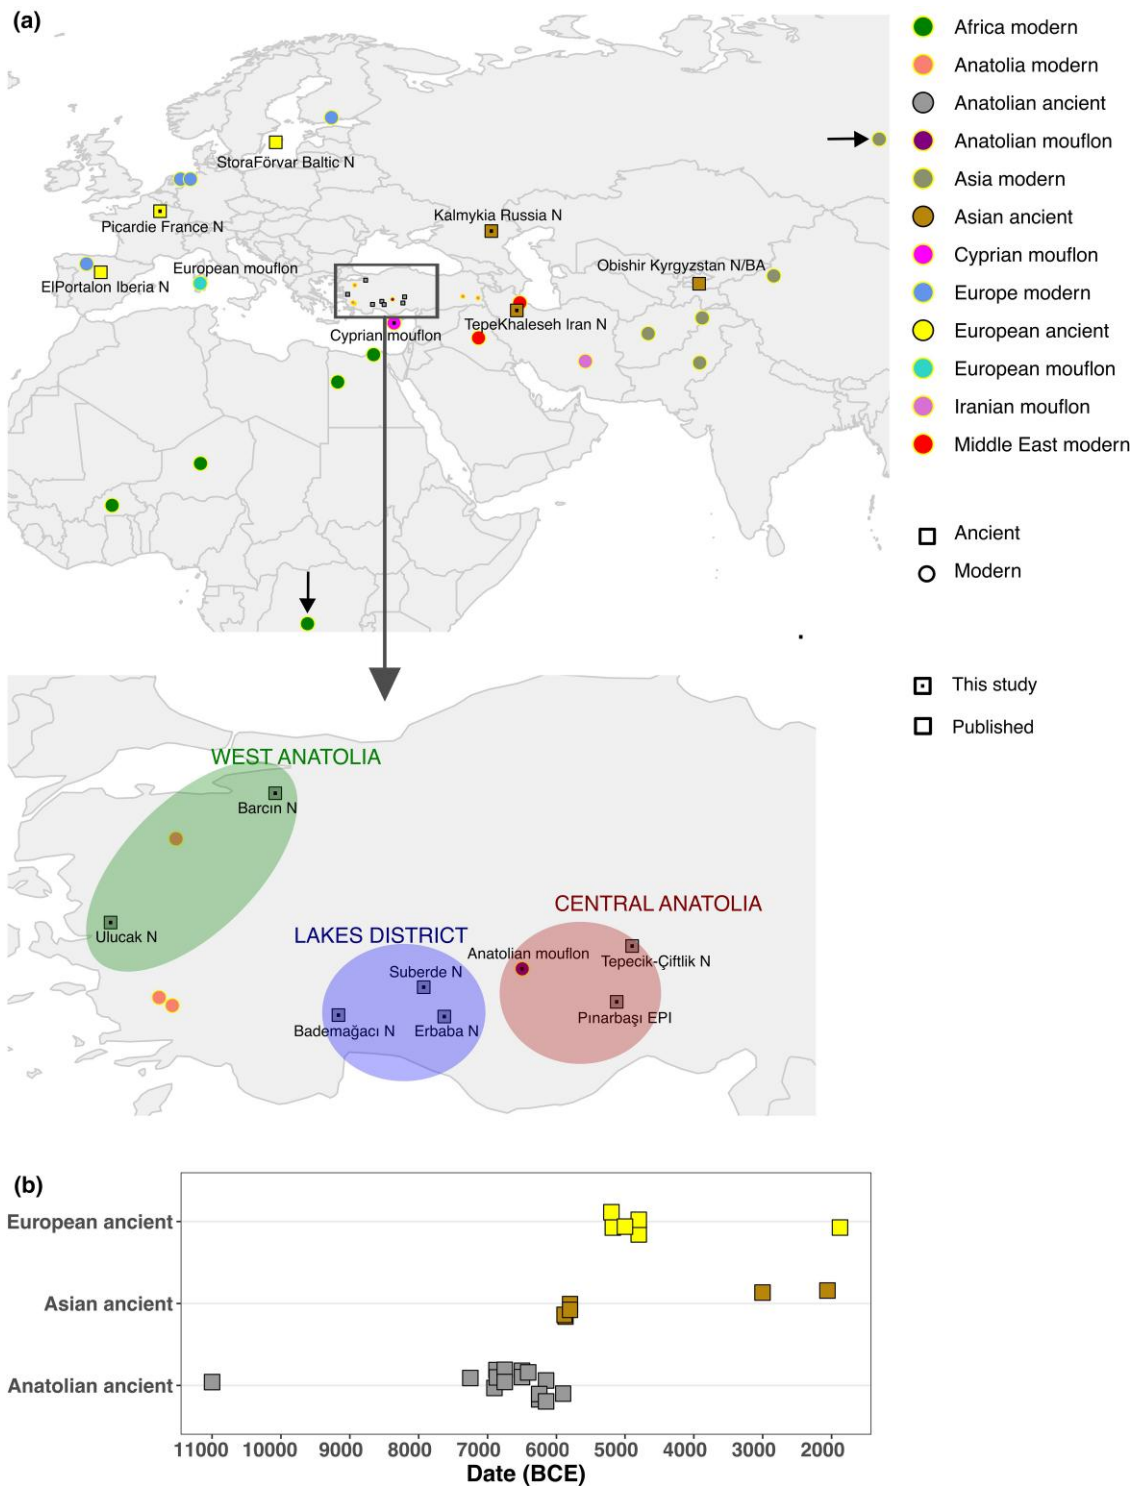 (a)
StoraFörvar Baltic N
Picardie France N
Kalmykia Russia N
European mouflon
Obishir Kyrgyzstan N/BA
ElPortalon Iberia N
TepeKhaleseh Iran N
Cyprian mouflon
Africa modern
Anatolia modern
Anatolian ancient
Anatolian mouflon
Asia modern
Asian ancient
Cyprian mouflon
Europe modern
European ancient
European mouflon
Iranian mouflon
Middle East modern
Ancient
Modern
This study
Published
WEST ANATOLIA
Barcın N
Ulucak N
LAKES DISTRICT
Suberde N
Bademağacı N
Erbaba N
CENTRAL ANATOLIA
Anatolian mouflon
Tepecik-Çiftlik N
Pınarbaşı EPI
(b)
European ancient
Asian ancient
Anatolian ancient
11000 10000 9000 8000 7000 6000 5000 4000 3000 2000
Date (BCE)